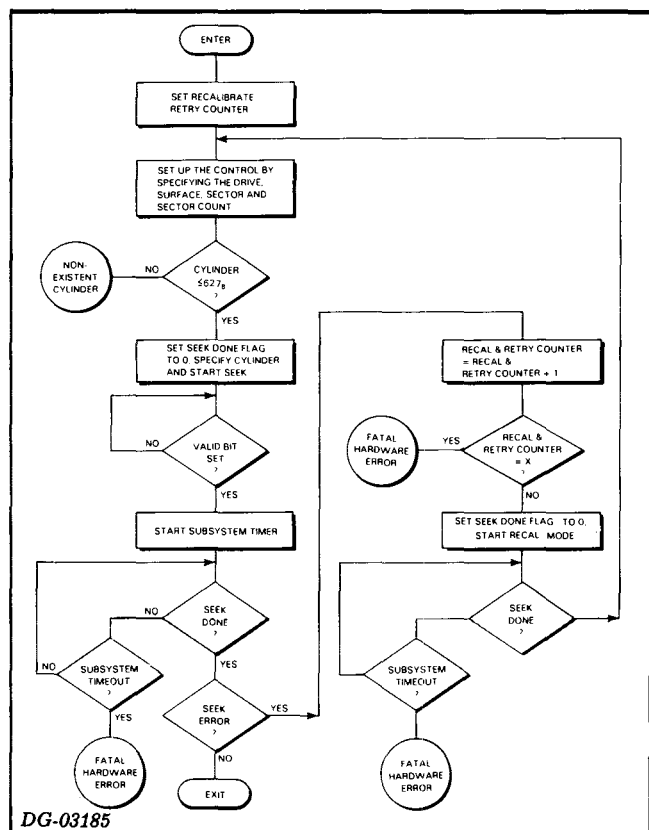 ENTER
SET RECALIBRATE
RETRY COUNTER
SET UP THE CONTROL BY
SPECIFYING THE DRIVE,
SURFACE, SECTOR AND
SECTOR COUNT
NON-
EXISTENT
CYLINDER
NO
CYLINDER
≤627₈
?
YES
SET SEEK DONE FLAG
TO 0, SPECIFY CYLINDER
AND START SEEK
NO
VALID BIT
SET
?
YES
START SUBSYSTEM TIMER
NO
SEEK
DONE
?
YES
NO
SUBSYSTEM
TIMEOUT
?
YES
FATAL
HARDWARE
ERROR
SEEK
ERROR
?
YES
NO
EXIT
RECAL & RETRY COUNTER
= RECAL &
RETRY COUNTER + 1
FATAL
HARDWARE
ERROR
YES
RECAL &
RETRY COUNTER
= X
?
NO
SET SEEK DONE FLAG TO 0,
START RECAL MODE
SEEK
DONE
?
SUBSYSTEM
TIMEOUT
?
FATAL
HARDWARE
ERROR
DG-03185